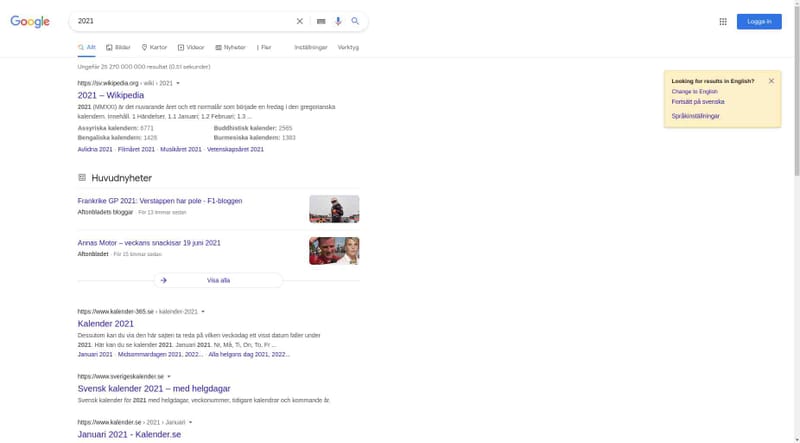 Google
2021
Logga in
Allt
Bilder
Kartor
Videor
Nyheter
Fler
Inställningar
Verktyg
Ungefär 25 270 000 000 resultat (0,51 sekunder)
https://sv.wikipedia.org › wiki › 2021
2021 – Wikipedia
2021 (MMXXI) är det nuvarande året och ett normalår som började en fredag i den gregorianska
kalendern. Innehåll. 1 Händelser. 1.1 Januari; 1.2 Februari; 1.3 ...
Assyriska kalendern: 6771
Buddhistisk kalender: 2565
Bengaliska kalendern: 1428
Burmesiska kalendern: 1383
Avlidna 2021 · Filmåret 2021 · Musikåret 2021 · Vetenskapsåret 2021
Looking for results in English?
Change to English
Fortsätt på svenska
Språkinställningar
Huvudnyheter
Frankrike GP 2021: Verstappen har pole - F1-bloggen
Aftonbladets bloggar · För 13 timmar sedan
Annas Motor – veckans snackisar 19 juni 2021
Aftonbladet · För 15 timmar sedan
Visa alla
https://www.kalender-365.se › kalender-2021
Kalender 2021
Dessutom kan du via den här sajten ta reda på vilken veckodag ett visst datum faller under
2021. Här kan du se kalender 2021. Januari 2021. Nr, Må, Ti, On, To, Fr ...
Januari 2021 · Midsommardagen 2021, 2022... · Alla helgons dag 2021, 2022...
https://www.sverigeskalender.se
Svensk kalender 2021 – med helgdagar
Svensk kalender för 2021 med helgdagar, veckonummer, tidigare kalendrar och kommande år.
https://www.kalender.se › 2021 › Januari
Januari 2021 - Kalender.se